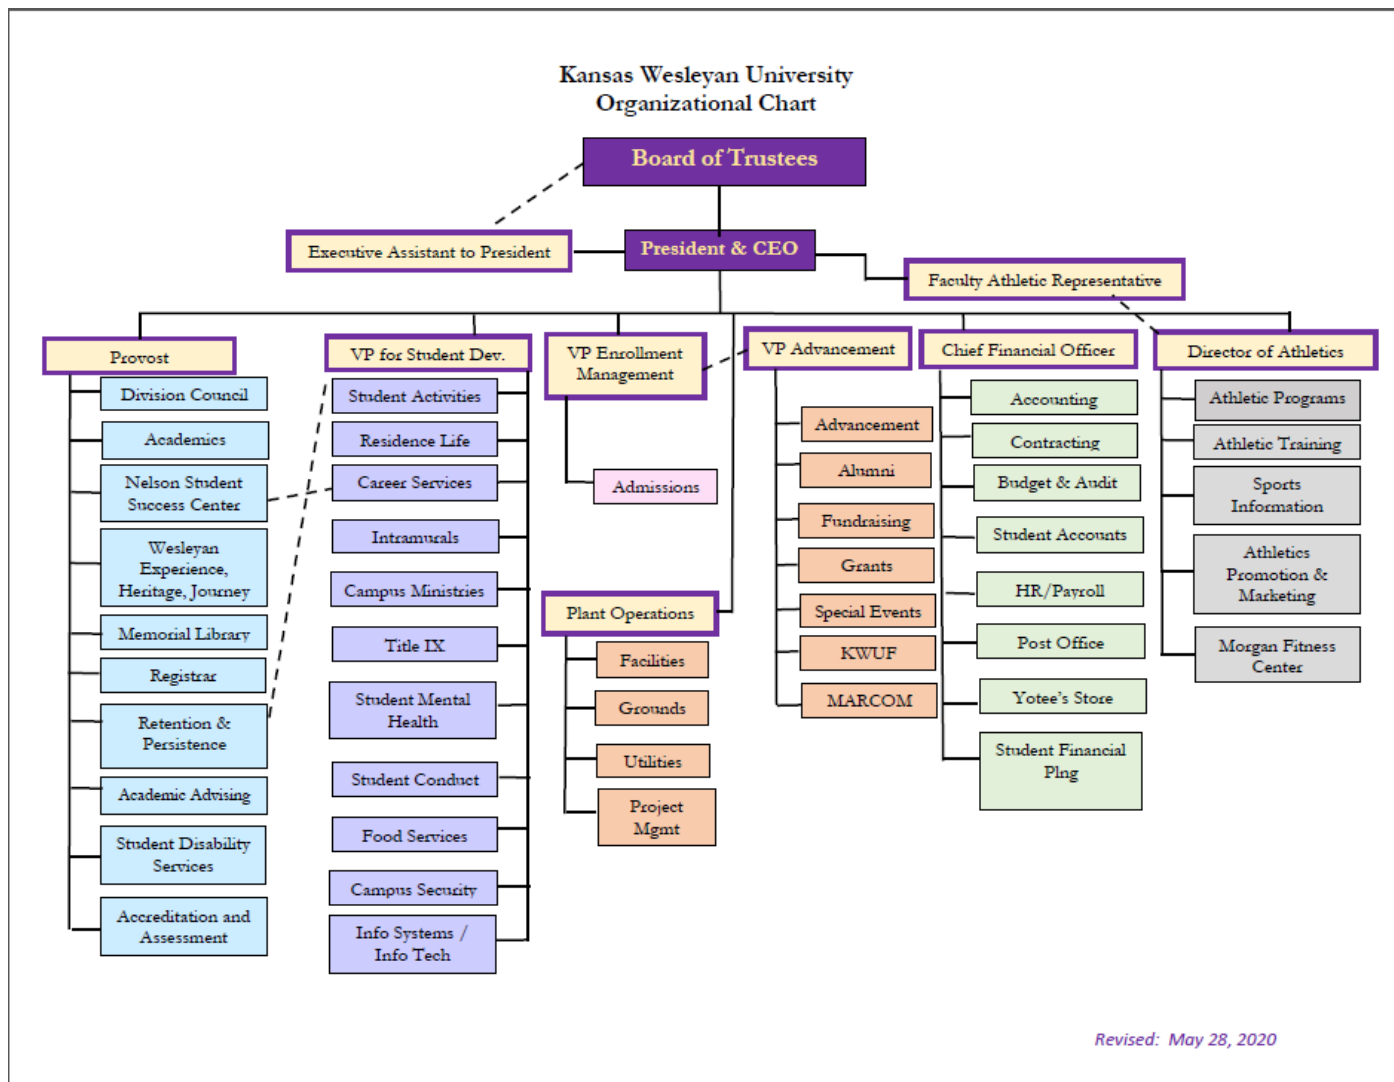 Kansas Wesleyan University
Organizational Chart
Board of Trustees
Executive Assistant to President
President & CEO
Faculty Athletic Representative
Provost
Division Council
Academics
Nelson Student
Success Center
Wesleyan
Experience,
Heritage, Journey
Memorial Library
Registrar
Retention &
Persistence
Academic Advising
Student Disability
Services
Accreditation and
Assessment
VP for Student Dev.
Student Activities
Residence Life
Career Services
Intramurals
Campus Ministries
Title IX
Student Mental
Health
Student Conduct
Food Services
Campus Security
Info Systems /
Info Tech
VP Enrollment
Management
Admissions
Plant Operations
Facilities
Grounds
Utilities
Project
Mgmt
VP Advancement
Advancement
Alumni
Fundraising
Grants
Special Events
KWUF
MARCOM
Chief Financial Officer
Accounting
Contracting
Budget & Audit
Student Accounts
HR/Payroll
Post Office
Yotee's Store
Student Financial
Plng
Director of Athletics
Athletic Programs
Athletic Training
Sports
Information
Athletics
Promotion &
Marketing
Morgan Fitness
Center
Revised: May 28, 2020